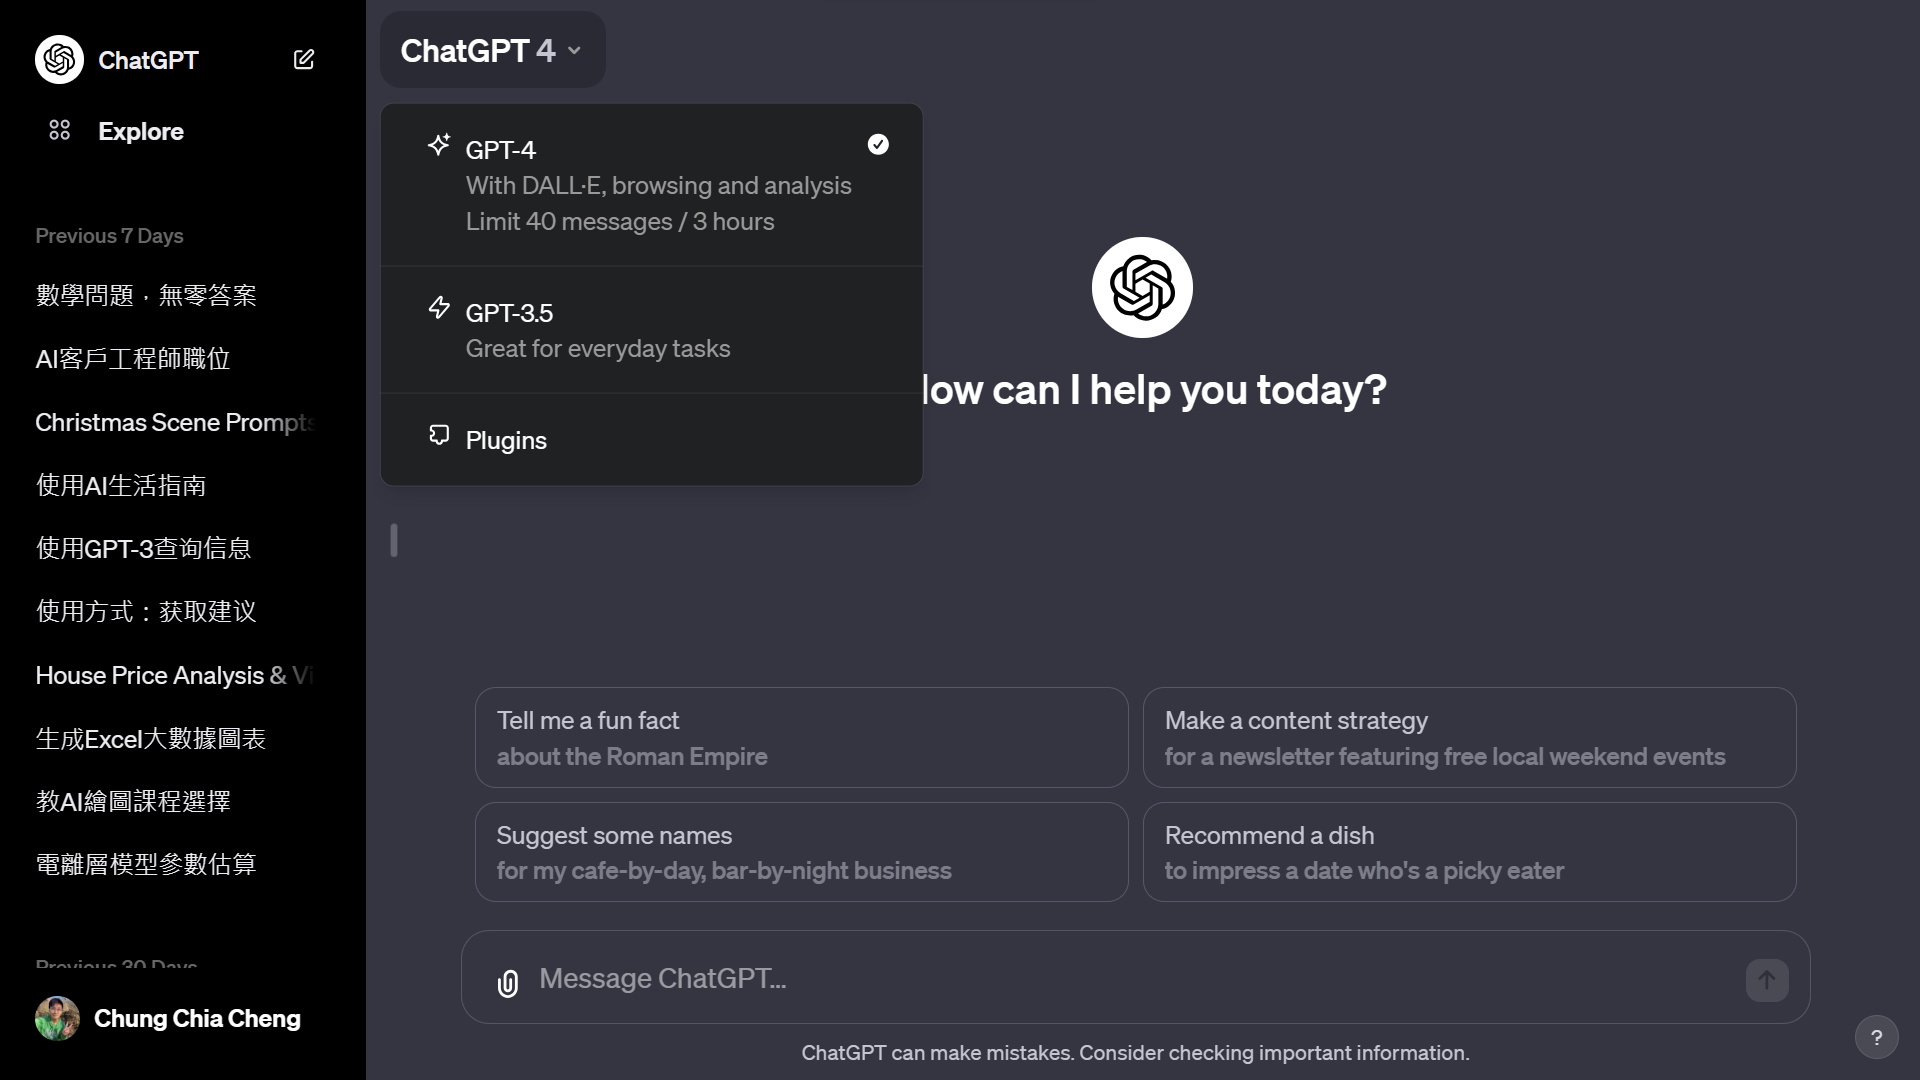 ChatGPT
Explore
Previous 7 Days
數學問題，無零答案
AI客戶工程師職位
Christmas Scene Prompts
使用AI生活指南
使用GPT-3查询信息
使用方式：获取建议
House Price Analysis & Vi
生成Excel大數據圖表
教AI繪圖課程選擇
電離層模型參數估算
Previous 30 Days
Chung Chia Cheng
ChatGPT 4
GPT-4
With DALL·E, browsing and analysis
Limit 40 messages / 3 hours
GPT-3.5
Great for everyday tasks
Plugins
ow can I help you today?
Tell me a fun fact
about the Roman Empire
Make a content strategy
for a newsletter featuring free local weekend events
Suggest some names
for my cafe-by-day, bar-by-night business
Recommend a dish
to impress a date who's a picky eater
Message ChatGPT...
ChatGPT can make mistakes. Consider checking important information.
?